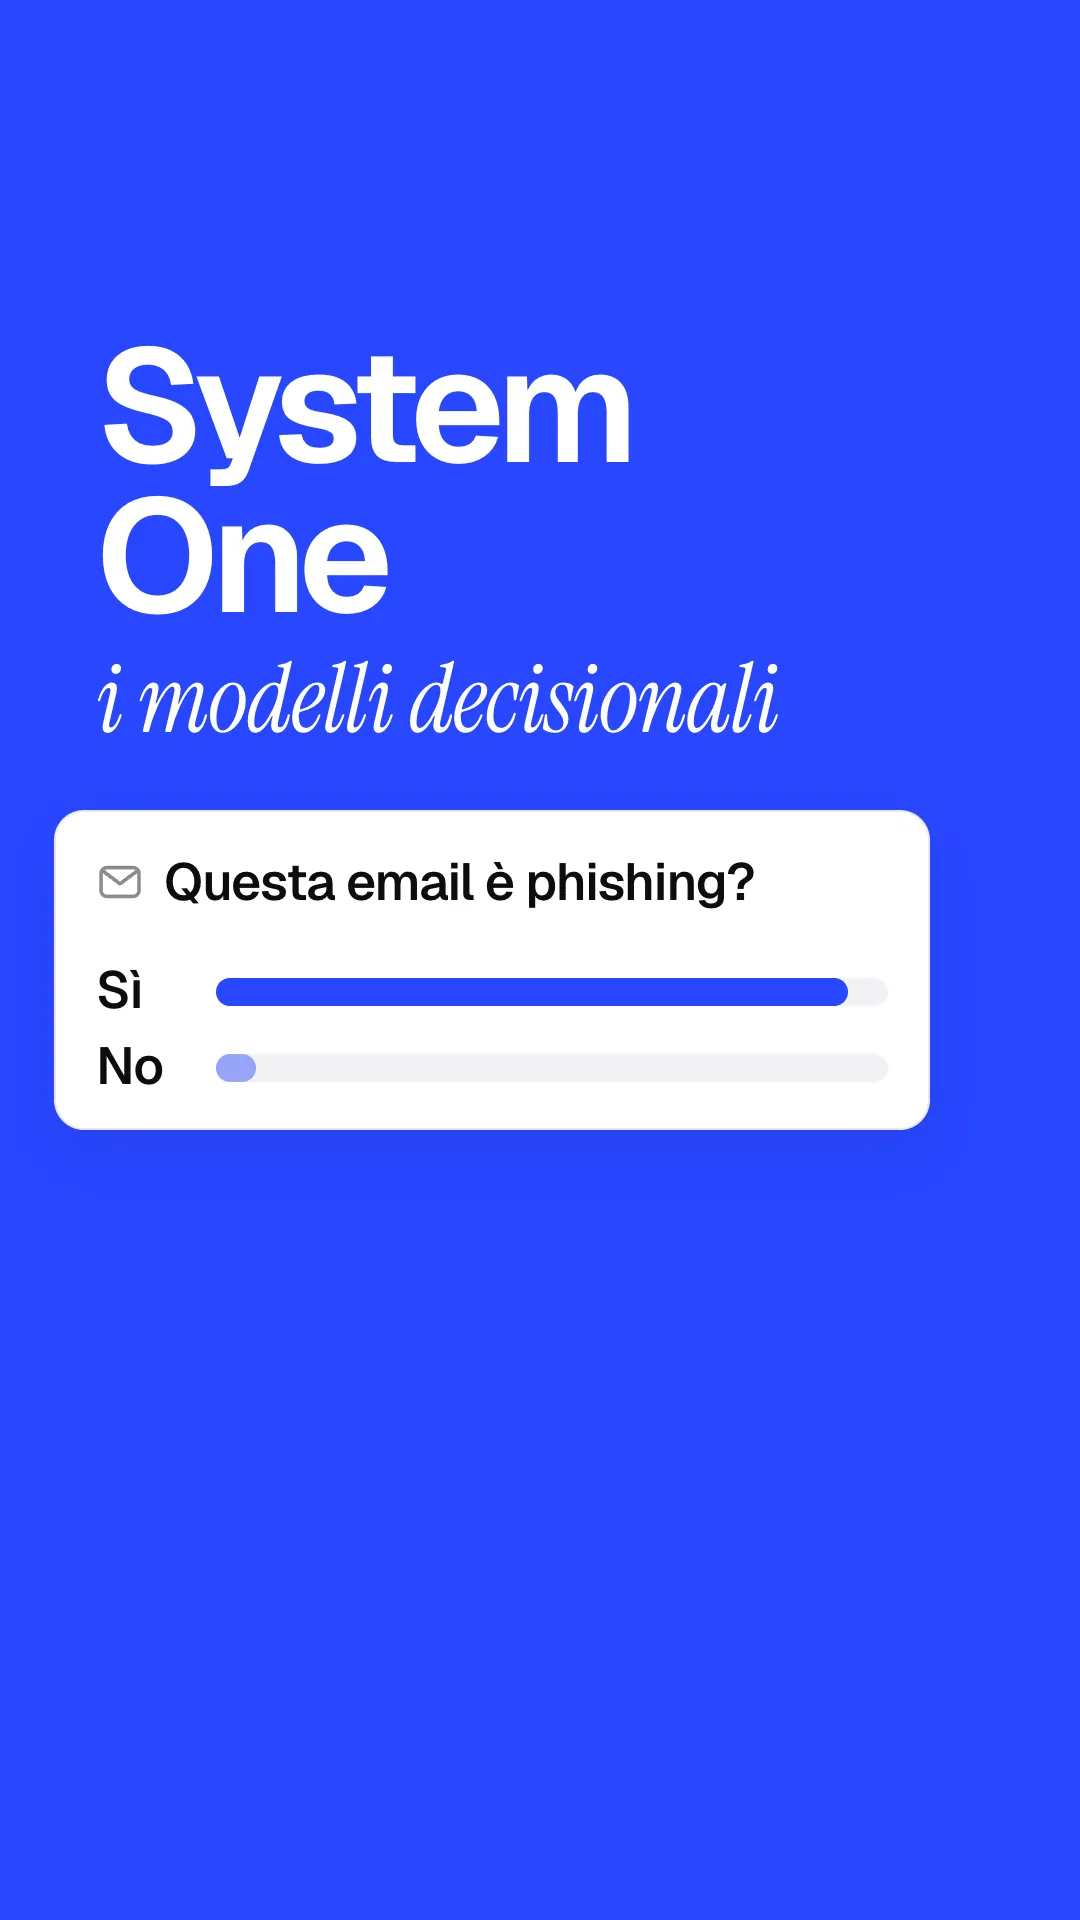 System
One
i modelli decisionali
Questa email è phishing?
Sì
No